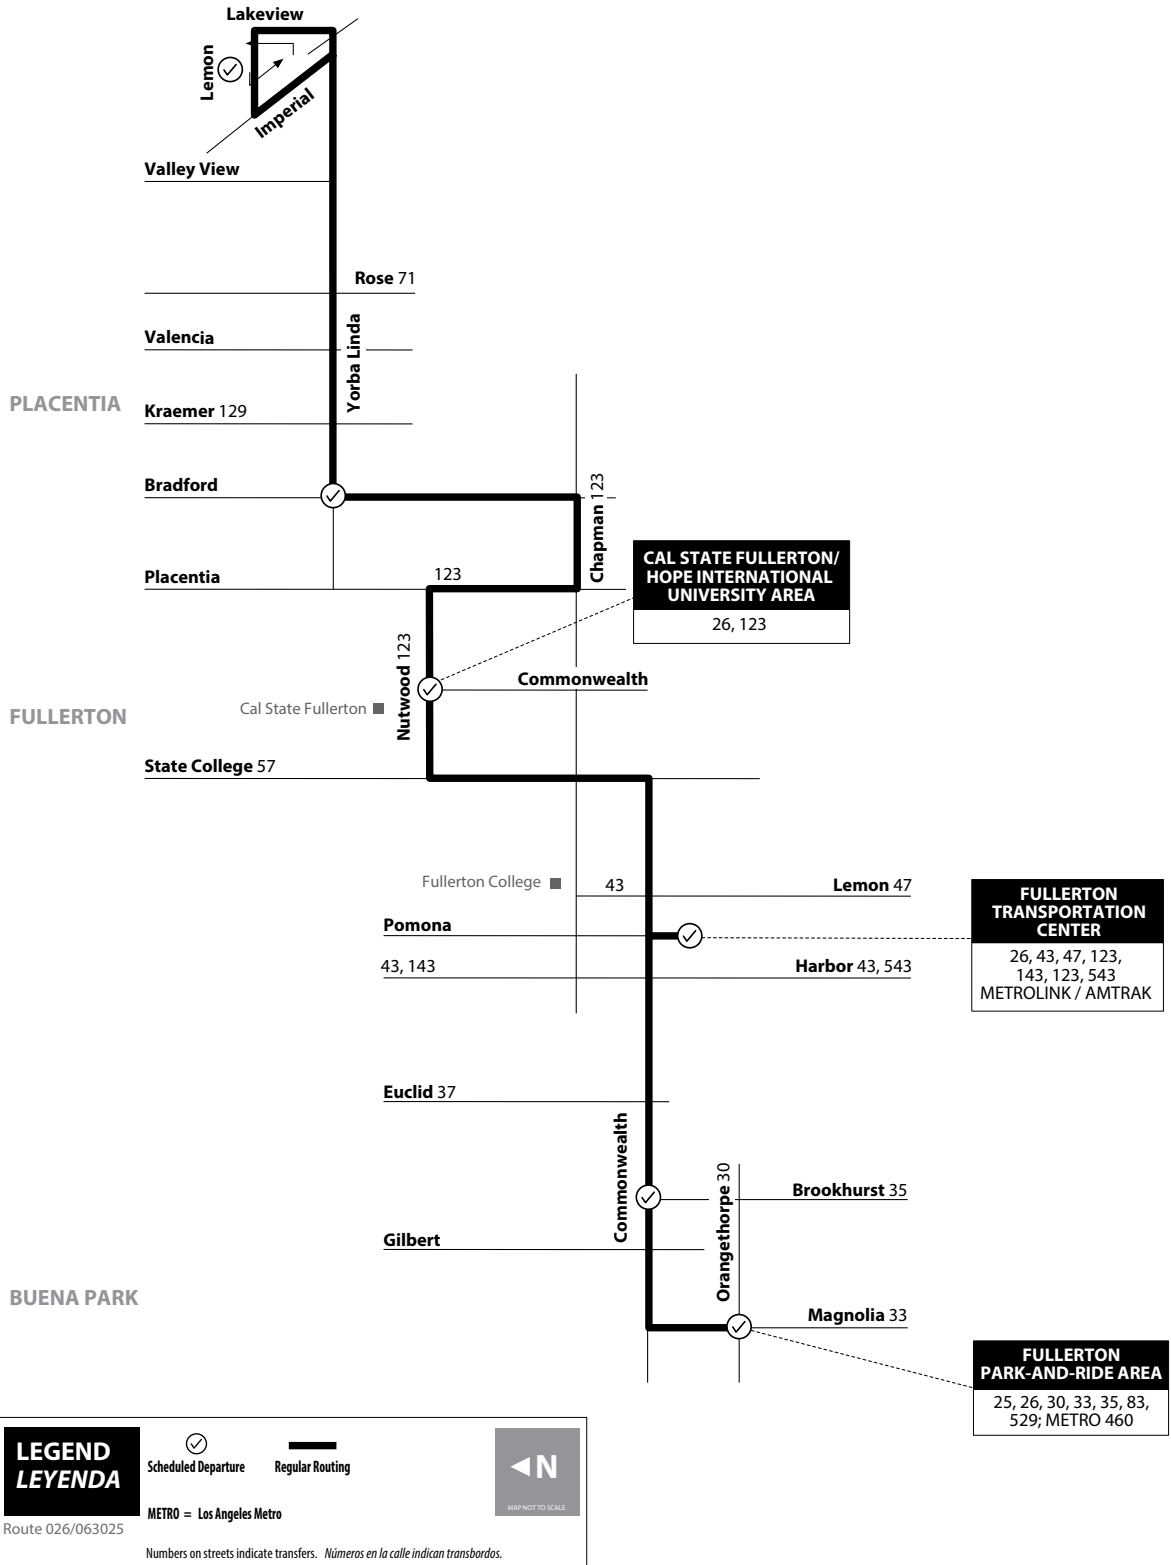 Lakeview
Lemon
Imperial
Valley View
Rose 71
Valencia
Yorba Linda
PLACENTIA
Kraemer 129
Bradford
Chapman 123
CAL STATE FULLERTON/
HOPE INTERNATIONAL
UNIVERSITY AREA
26, 123
Placentia
123
Nutwood 123
Commonwealth
Cal State Fullerton
FULLERTON
State College 57
Fullerton College
43
Lemon 47
FULLERTON
TRANSPORTATION
CENTER
26, 43, 47, 123,
143, 123, 543
METROLINK / AMTRAK
Pomona
43, 143
Harbor 43, 543
Euclid 37
Commonwealth
Orangethorpe 30
Brookhurst 35
Gilbert
BUENA PARK
Magnolia 33
FULLERTON
PARK-AND-RIDE AREA
25, 26, 30, 33, 35, 83,
529; METRO 460
LEGEND
LEYENDA
Route 026/063025
Scheduled Departure
Regular Routing
METRO = Los Angeles Metro
N
MAP NOT TO SCALE
Numbers on streets indicate transfers. Números en la calle indican transbordos.